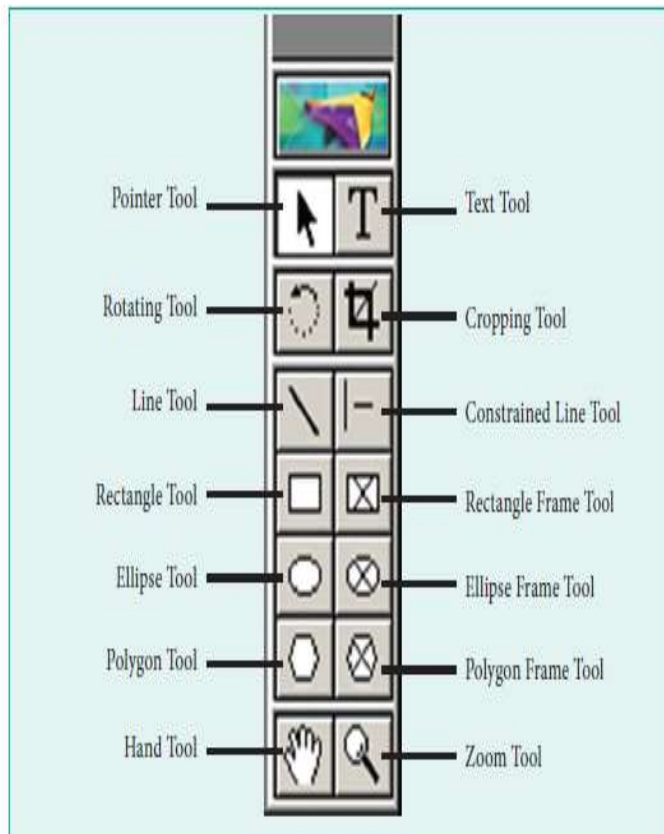 Pointer Tool
Text Tool
T
Rotating Tool
Cropping Tool
Line Tool
Constrained Line Tool
Rectangle Tool
Rectangle Frame Tool
Ellipse Tool
Ellipse Frame Tool
Polygon Tool
Polygon Frame Tool
Hand Tool
Zoom Tool